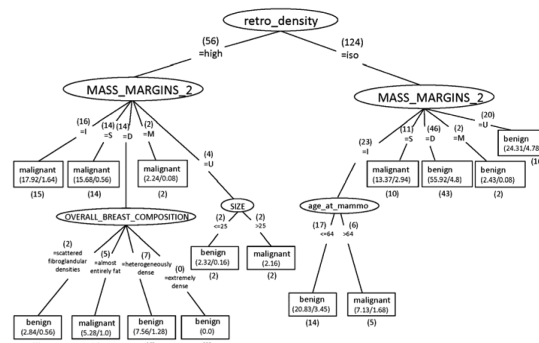 retro_density
(56)
=high
(124)
=iso
MASS_MARGINS_2
MASS_MARGINS_2
(16)
=I
(14)
=S
(14)
=D
(2)
=M
(4)
=U
(23)
=I
(11)
=S
(46)
=D
(2)
=M
(20)
=U
malignant
(17.92/1.64)
(15)
malignant
(15.68/0.56)
(14)
malignant
(2.24/0.08)
(2)
malignant
(13.37/2.94)
(10)
benign
(55.92/4.8)
(43)
benign
(2.43/0.08)
(2)
benign
(24.31/4.78
OVERALL_BREAST_COMPOSITION
SIZE
age_at_mammo
(2)
=scattered
fibroglandular
densities
(5)
=almost
entirely fat
(7)
=heterogeneously
dense
(0)
=extremely
dense
(2)
<=25
(2)
>25
(17)
<=64
(6)
>64
benign
(2.32/0.16)
(2)
malignant
(2.16)
(2)
benign
(2.84/0.56)
malignant
(5.28/1.0)
benign
(7.56/1.28)
benign
(0.0)
benign
(20.83/3.45)
(14)
malignant
(7.13/1.68)
(5)